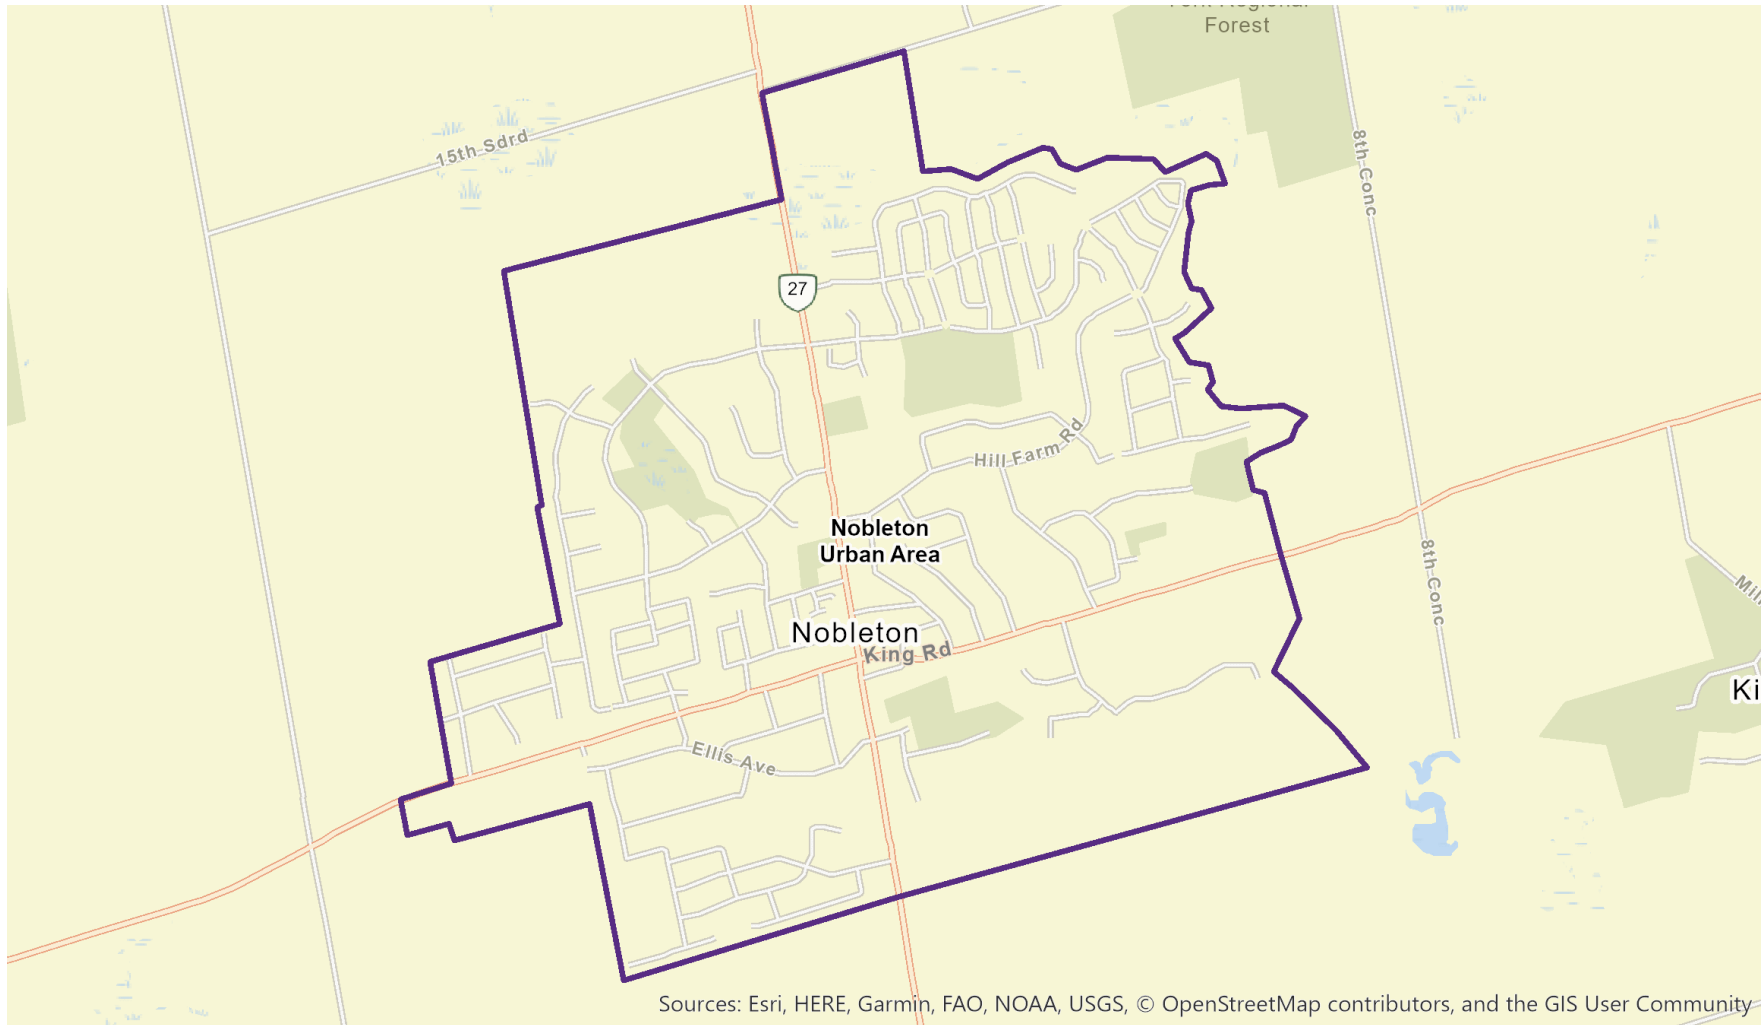 Forest
15th Sdrd
8th Conc
27
Hill Farm Rd
Nobleton
Urban Area
8th Conc
Nobleton
King Rd
Ki
Ellis Ave
Sources: Esri, HERE, Garmin, FAO, NOAA, USGS, © OpenStreetMap contributors, and the GIS User Community